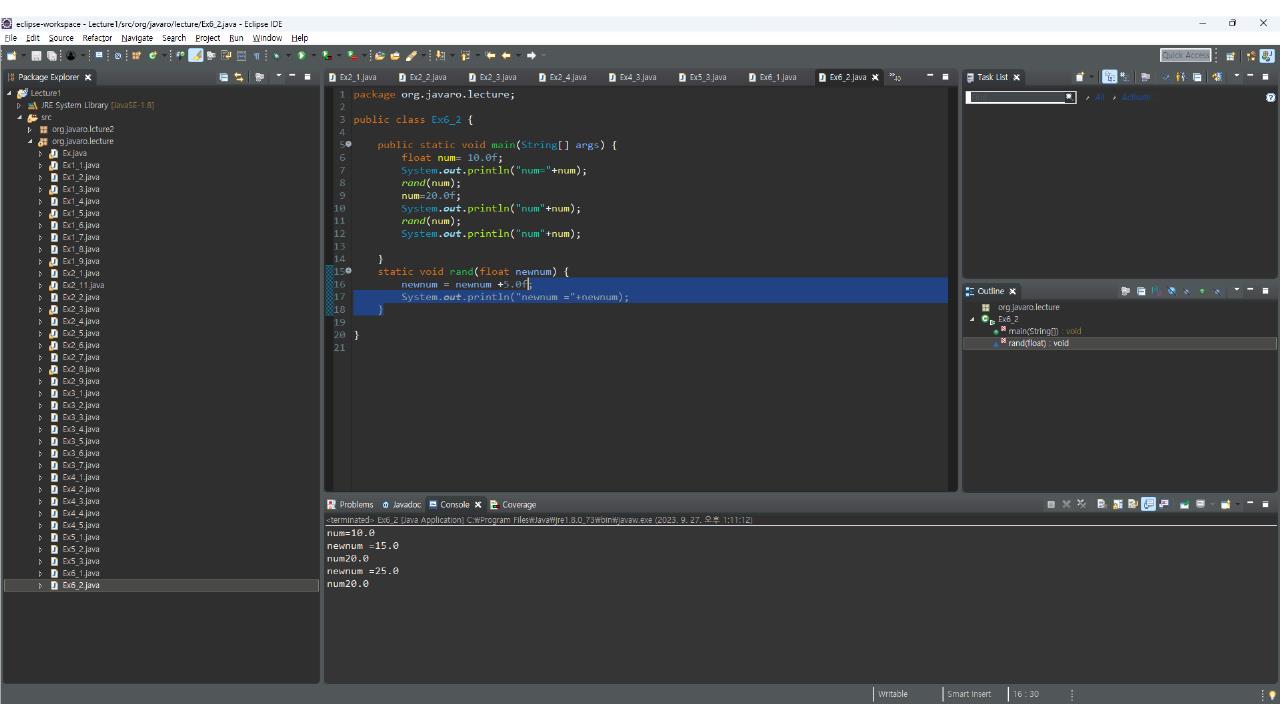 eclipse-workspace - Lecture1/src/org/javaro/lecture/Ex6_2.java - Eclipse IDE
File Edit Source Refactor Navigate Search Project Run Window Help
Quick Access
Package Explorer
Lecture1
JRE System Library [JavaSE-1.8]
src
org.javaro.lcture2
org.javaro.lecture
Ex.java
Ex1_1.java
Ex1_2.java
Ex1_3.java
Ex1_4.java
Ex1_5.java
Ex1_6.java
Ex1_7.java
Ex1_8.java
Ex1_9.java
Ex2_1.java
Ex2_11.java
Ex2_2.java
Ex2_3.java
Ex2_4.java
Ex2_5.java
Ex2_6.java
Ex2_7.java
Ex2_8.java
Ex2_9.java
Ex3_1.java
Ex3_2.java
Ex3_3.java
Ex3_4.java
Ex3_5.java
Ex3_6.java
Ex3_7.java
Ex4_1.java
Ex4_2.java
Ex4_3.java
Ex4_4.java
Ex4_5.java
Ex5_1.java
Ex5_2.java
Ex5_3.java
Ex6_1.java
Ex6_2.java
Ex2_1.java Ex2_2.java Ex2_3.java Ex2_4.java Ex4_3.java Ex5_3.java Ex6_1.java Ex6_2.java »40
1 package org.javaro.lecture;
2
3 public class Ex6_2 {
4
5 public static void main(String[] args) {
6 float num= 10.0f;
7 System.out.println("num="+num);
8 rand(num);
9 num=20.0f;
10 System.out.println("num"+num);
11 rand(num);
12 System.out.println("num"+num);
13
14 }
15 static void rand(float newnum) {
16 newnum = newnum +5.0f;
17 System.out.println("newnum ="+newnum);
18 }
19
20 }
21
Task List
All Activate
Outline
org.javaro.lecture
Ex6_2
main(String[]) : void
rand(float) : void
Problems Javadoc Console Coverage
<terminated> Ex6_2 [Java Application] C:₩Program Files₩Java₩jre1.8.0_73₩bin₩javaw.exe (2023. 9. 27. 오후 1:11:12)
num=10.0
newnum =15.0
num20.0
newnum =25.0
num20.0
Writable Smart Insert 16 : 30